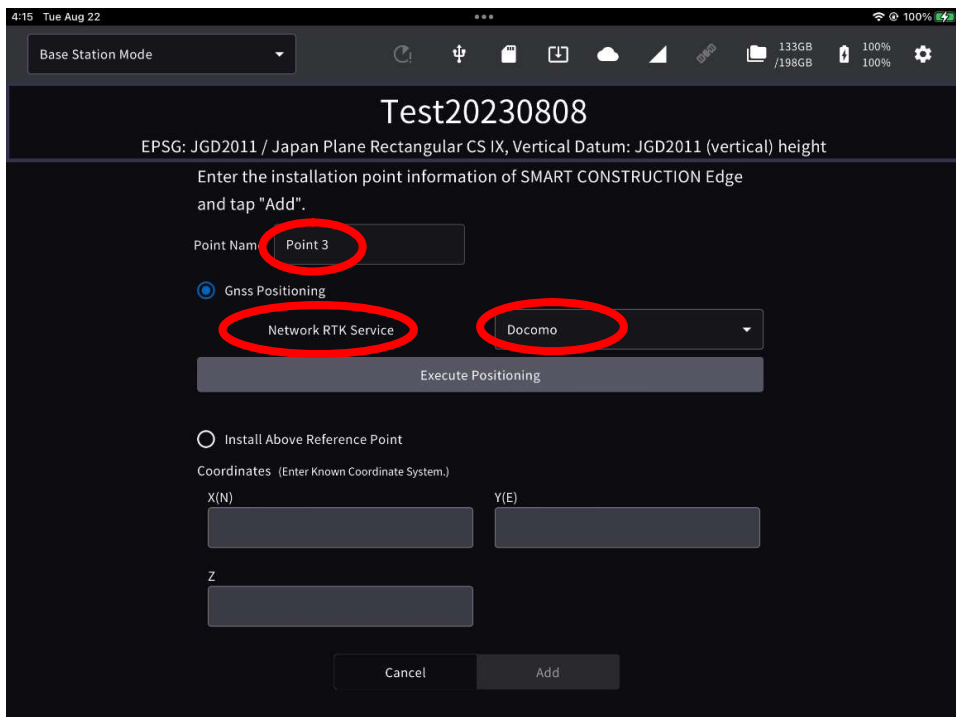 4:15 Tue Aug 22
100%
Base Station Mode
133GB
/198GB
100%
100%
Test20230808
EPSG: JGD2011 / Japan Plane Rectangular CS IX, Vertical Datum: JGD2011 (vertical) height
Enter the installation point information of SMART CONSTRUCTION Edge
and tap "Add".
Point Name Point 3
Gnss Positioning
Network RTK Service Docomo
Execute Positioning
Install Above Reference Point
Coordinates (Enter Known Coordinate System.)
X(N) Y(E)
Z
Cancel Add